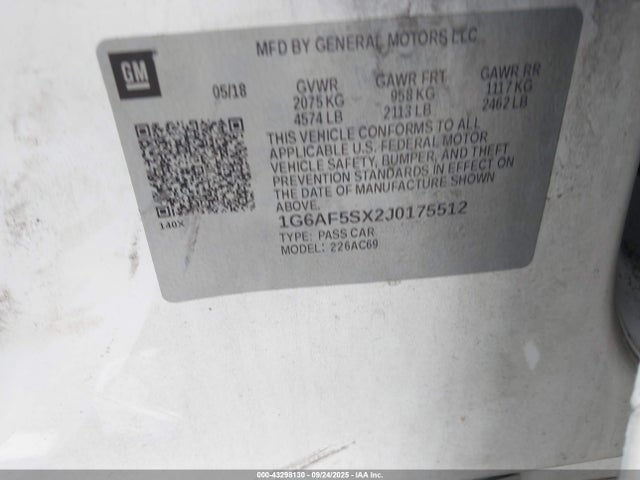 MFD BY GENERAL MOTORS LLC
GM
05/18
GVWR
2075 KG
4574 LB
GAWR FRT
958 KG
2113 LB
GAWR RR
1117 KG
2462 LB
THIS VEHICLE CONFORMS TO ALL
APPLICABLE U.S. FEDERAL MOTOR
VEHICLE SAFETY, BUMPER, AND THEFT
PREVENTION STANDARDS IN EFFECT ON
THE DATE OF MANUFACTURE SHOWN
ABOVE.
140X
1G6AF5SX2J0175512
TYPE: PASS CAR
MODEL: 226AC69
000-43298130 - 09/24/2025 - IAA Inc.